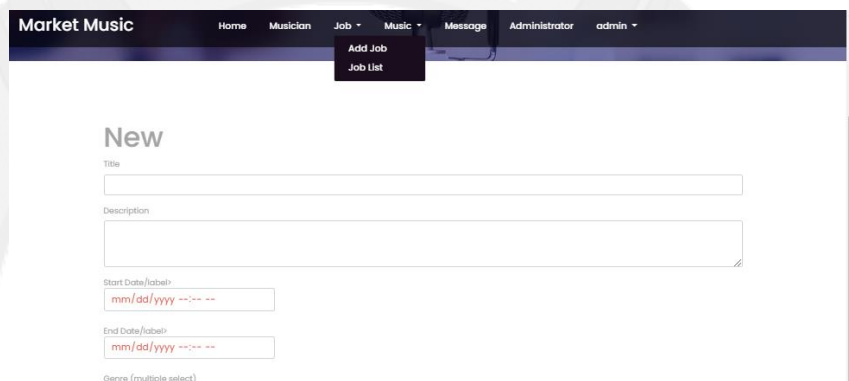 Market Music Home Musician Job Music Message Administrator admin
Add Job
Job List
New
Title
Description
Start Date/label>
mm/dd/yyyy --:-- --
End Date/label>
mm/dd/yyyy --:-- --
Genre (multiple select)